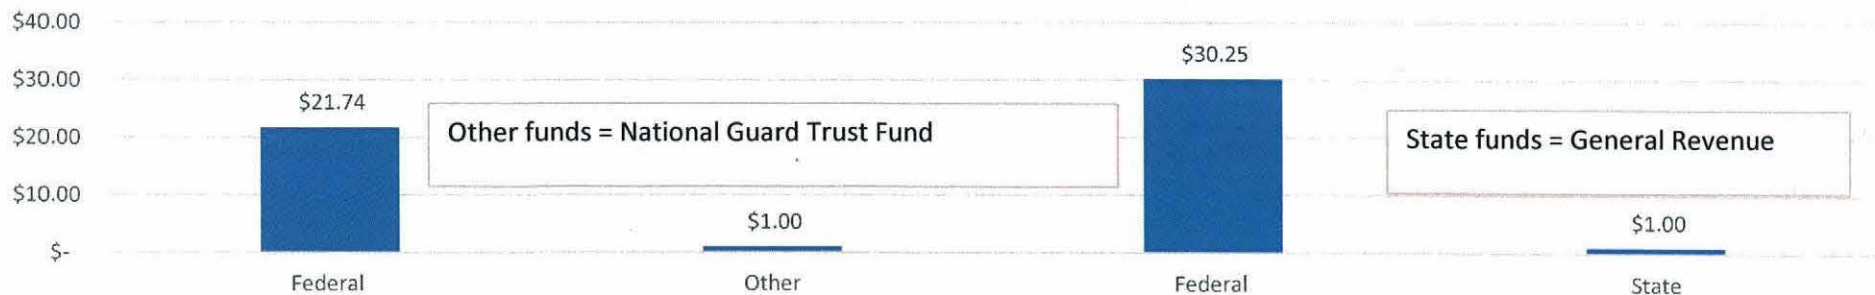 $40.00
$30.00
$20.00
$10.00
$-
$21.74
$1.00
$30.25
$1.00
Other funds = National Guard Trust Fund
State funds = General Revenue
Federal
Other
Federal
State